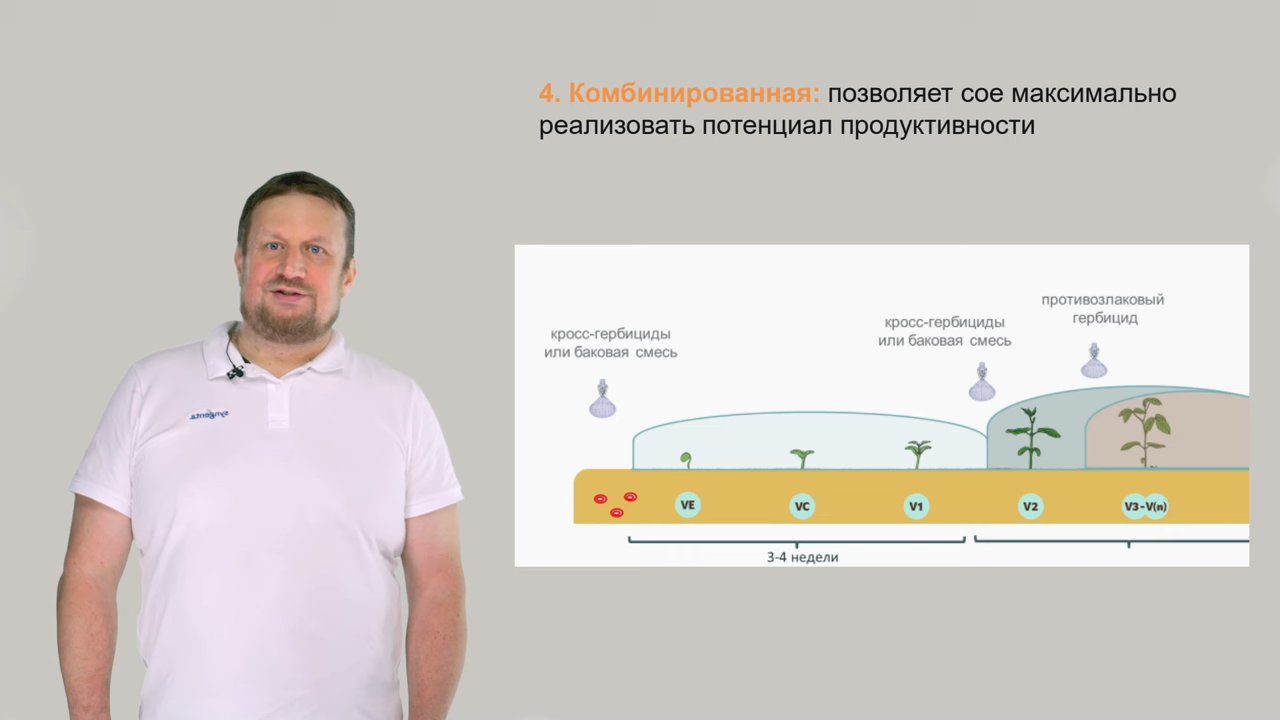 4. Комбинированная: позволяет сое максимально
реализовать потенциал продуктивности
syngenta
кросс-гербициды
или баковая смесь
кросс-гербициды
или баковая смесь
противозлаковый
гербицид
VE
VC
V1
V2
V3-V(n)
3-4 недели